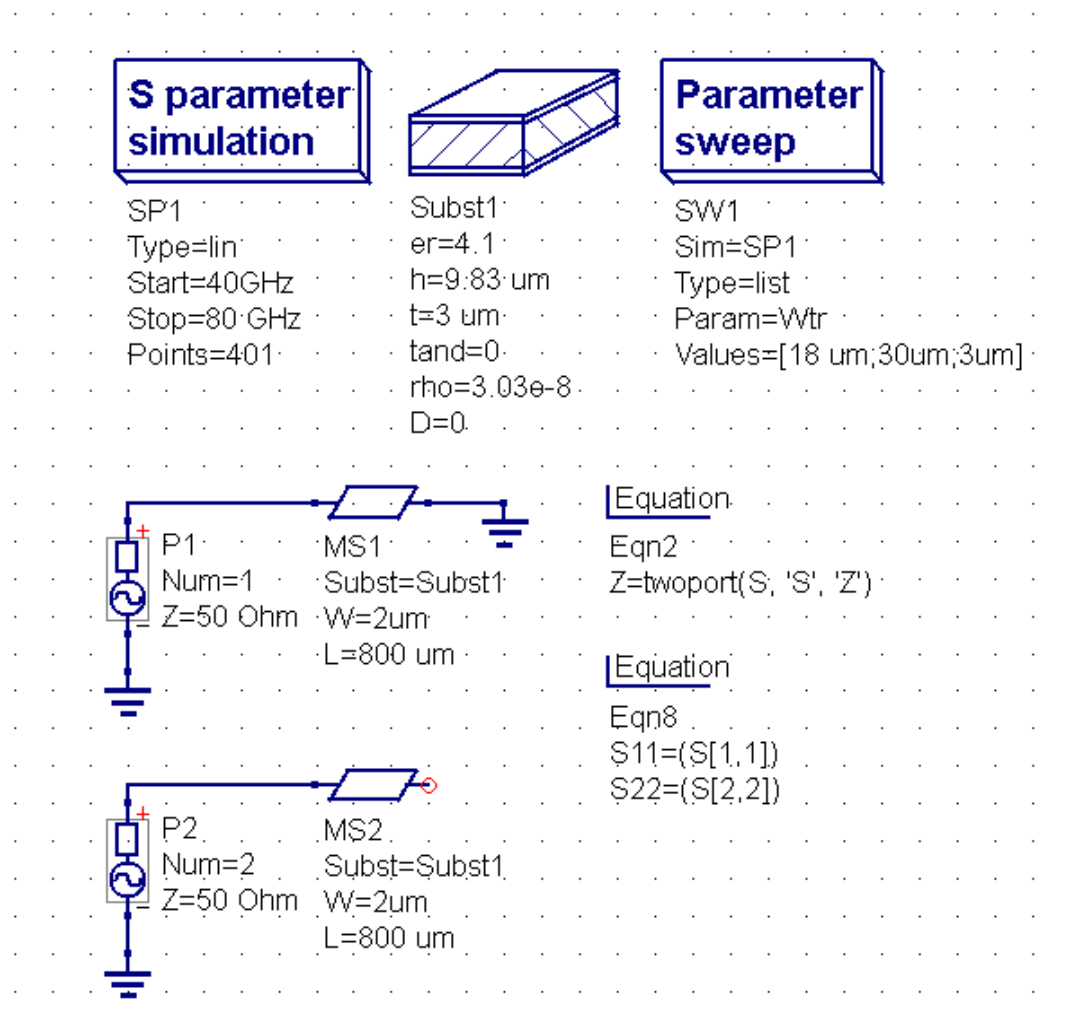 S parameter
simulation
SP1
Type=lin
Start=40GHz
Stop=80 GHz
Points=401
Subst1
er=4.1
h=9.83 um
t=3 um
tand=0
rho=3.03e-8
D=0
Parameter
sweep
SW1
Sim=SP1
Type=list
Param=Wtr
Values=[18 um;30um;3um]
+
P1
Num=1
Z=50 Ohm
MS1
Subst=Subst1
W=2um
L=800 um
Equation
Eqn2
Z=twoport(S, 'S', 'Z')
Equation
Eqn8
S11=(S[1,1])
S22=(S[2,2])
+
P2
Num=2
Z=50 Ohm
MS2
Subst=Subst1
W=2um
L=800 um